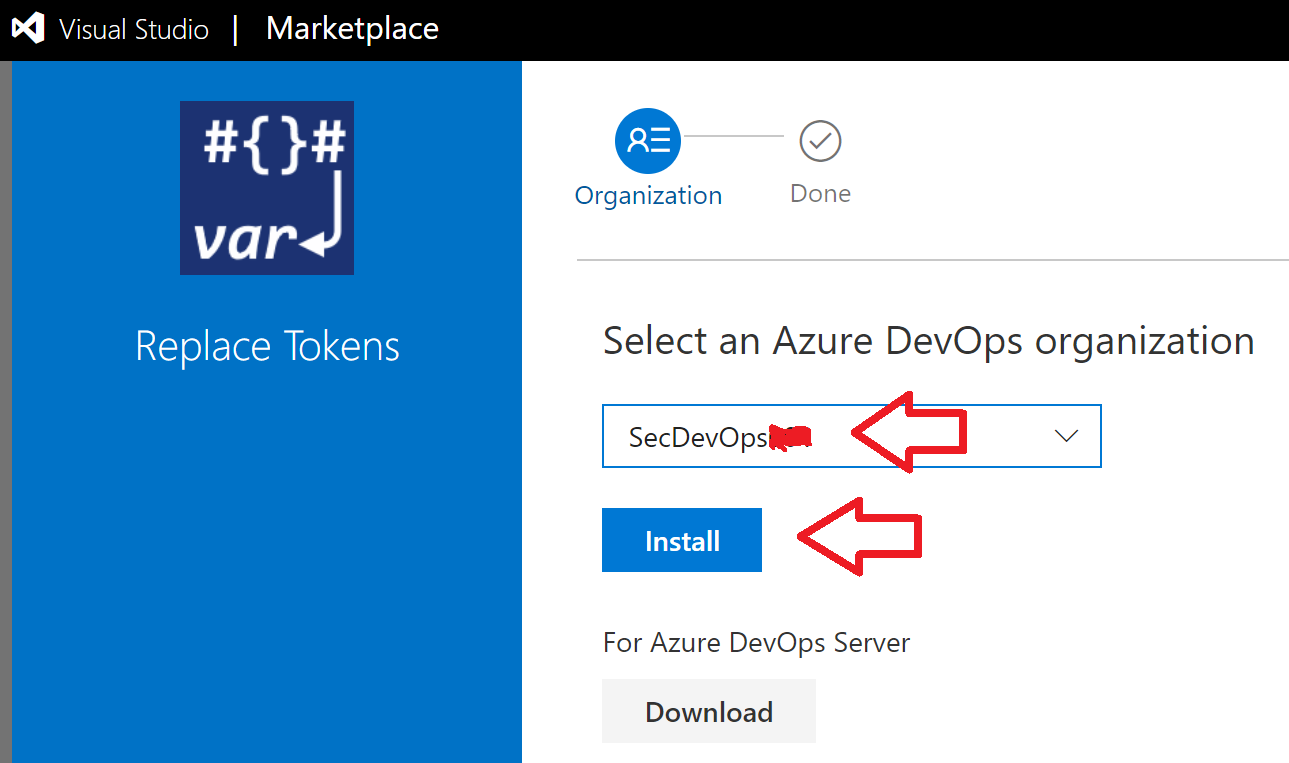 Visual Studio | Marketplace
#{}#
var
Replace Tokens
Organization
Done
Select an Azure DevOps organization
SecDevOps
Install
For Azure DevOps Server
Download